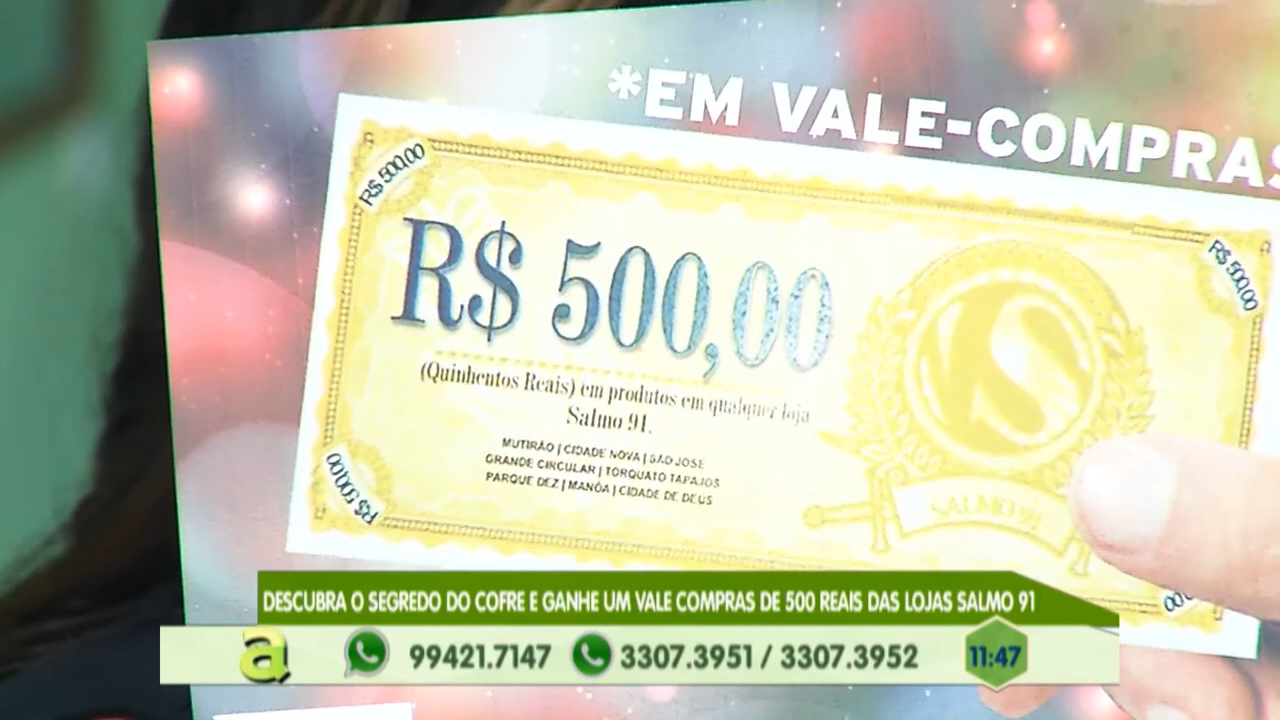 *EM VALE-COMPRAS
R$ 500,00
R$ 500,00
R$ 500,00
(Quinhentos Reais) em produtos em qualquer loja
Salmo 91.
MUTIRÃO | CIDADE NOVA | SÃO JOSÉ
GRANDE CIRCULAR | TORQUATO TAPAJOS
PARQUE DEZ | MANÔA | CIDADE DE DEUS
R$ 500,00
SALMO 91
DESCUBRA O SEGREDO DO COFRE E GANHE UM VALE COMPRAS DE 500 REAIS DAS LOJAS SALMO 91
a 99421.7147 3307.3951 / 3307.3952 11:47